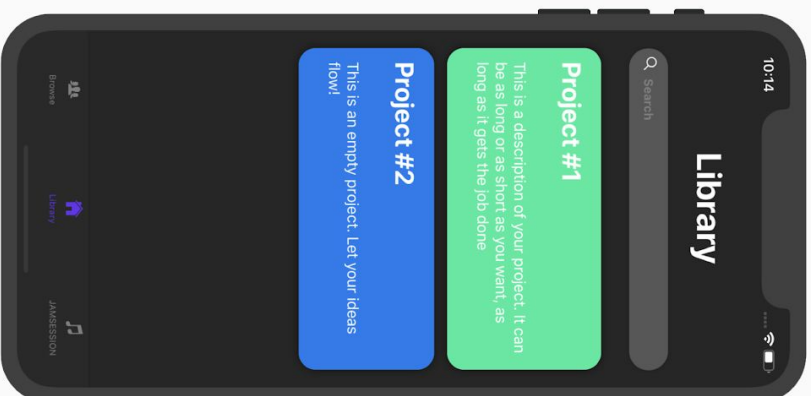 10:14
Library
Search
Project #1
This is a description of your project. It can
be as long or as short as you want, as
long as it gets the job done
Project #2
This is an empty project. Let your ideas
flow!
Browse
Library
JAMSESSION